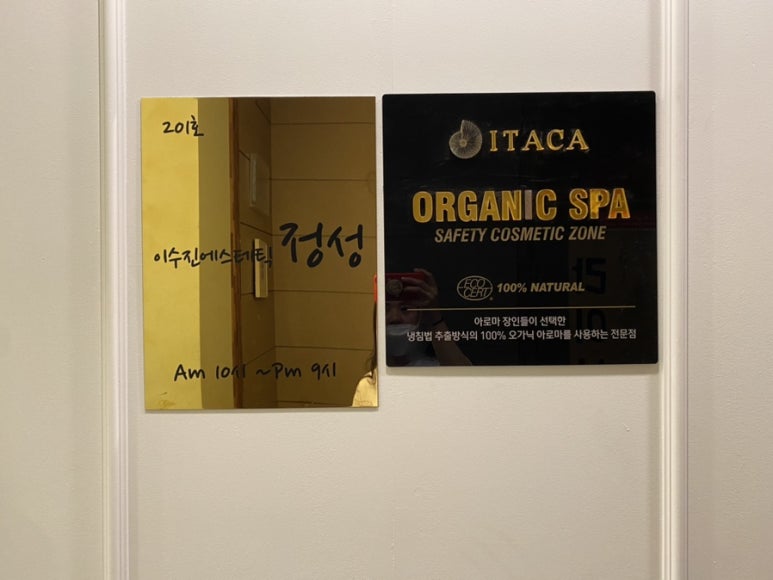 201호
이수진에스테틱 정성
Am 10시 ~ Pm 9시
ITACA
ORGANIC SPA
SAFETY COSMETIC ZONE
ECO CERT 100% NATURAL
아로마 장인들이 선택한
냉침법 추출방식의 100% 오가닉 아로마를 사용하는 전문점